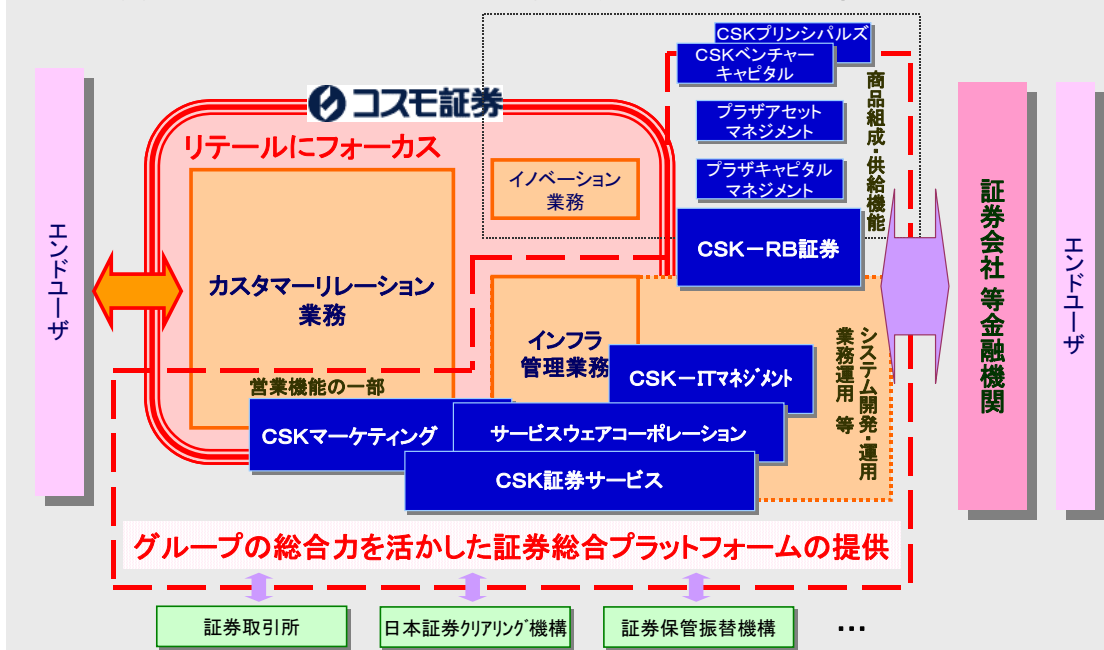 CSKプリンシパルズ
CSKベンチャー
キャピタル
コスモ証券
リテールにフォーカス
プラザアセット
マネジメント
商品組成・供給機能
イノベーション
業務
プラザキャピタル
マネジメント
CSK－RB証券
エンドユーザ
カスタマーリレーション
業務
証券会社 等金融機関
エンドユーザ
インフラ
管理業務
CSK－ITマネジメント
システム開発・運用
業務運用 等
営業機能の一部
CSKマーケティング
サービスウェアコーポレーション
CSK証券サービス
グループの総合力を活かした証券総合プラットフォームの提供
証券取引所
日本証券クリアリング機構
証券保管振替機構
…